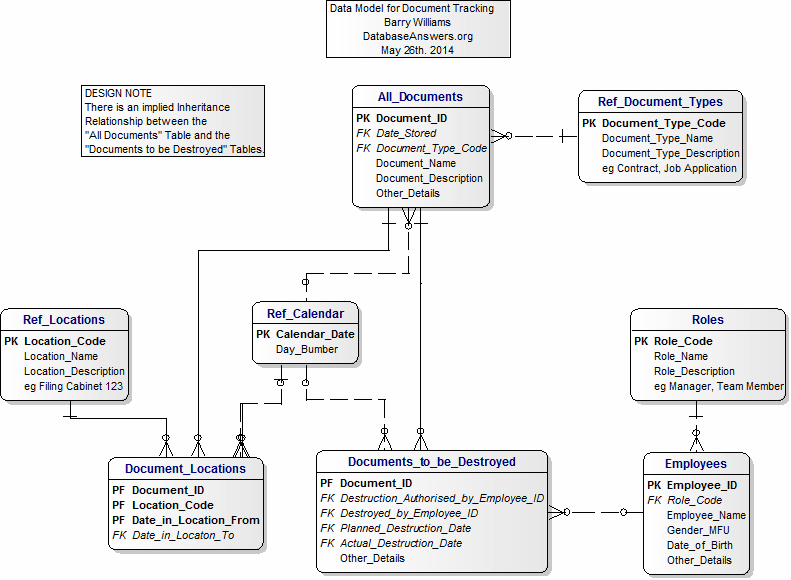 Data Model for Document Tracking
Barry Williams
DatabaseAnswers.org
May 26th. 2014
DESIGN NOTE
There is an implied Inheritance
Relationship between the
"All Documents" Table and the
"Documents to be Destroyed" Tables.
All_Documents
PK Document_ID
FK Date_Stored
FK Document_Type_Code
Document_Name
Document_Description
Other_Details
Ref_Document_Types
PK Document_Type_Code
Document_Type_Name
Document_Type_Description
eg Contract, Job Application
Ref_Locations
PK Location_Code
Location_Name
Location_Description
eg Filing Cabinet 123
Ref_Calendar
PK Calendar_Date
Day_Bumber
Roles
PK Role_Code
Role_Name
Role_Description
eg Manager, Team Member
Document_Locations
PF Document_ID
PF Location_Code
PF Date_in_Location_From
FK Date_in_Locaton_To
Documents_to_be_Destroyed
PF Document_ID
FK Destruction_Authorised_by_Employee_ID
FK Destroyed_by_Employee_ID
FK Planned_Destruction_Date
FK Actual_Destruction_Date
Other_Details
Employees
PK Employee_ID
FK Role_Code
Employee_Name
Gender_MFU
Date_of_Birth
Other_Details